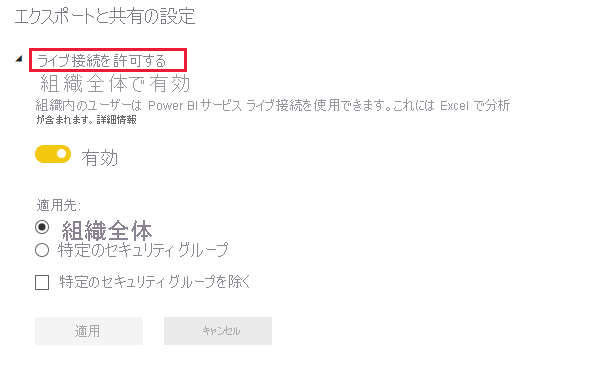 エクスポートと共有の設定
ライブ接続を許可する
組織全体で有効
組織内のユーザーは Power BIサービス ライブ接続を使用できます。これには Excel で分析
が含まれます。詳細情報
有効
適用先:
組織全体
特定のセキュリティグループ
特定のセキュリティグループを除く
適用
キャンセル